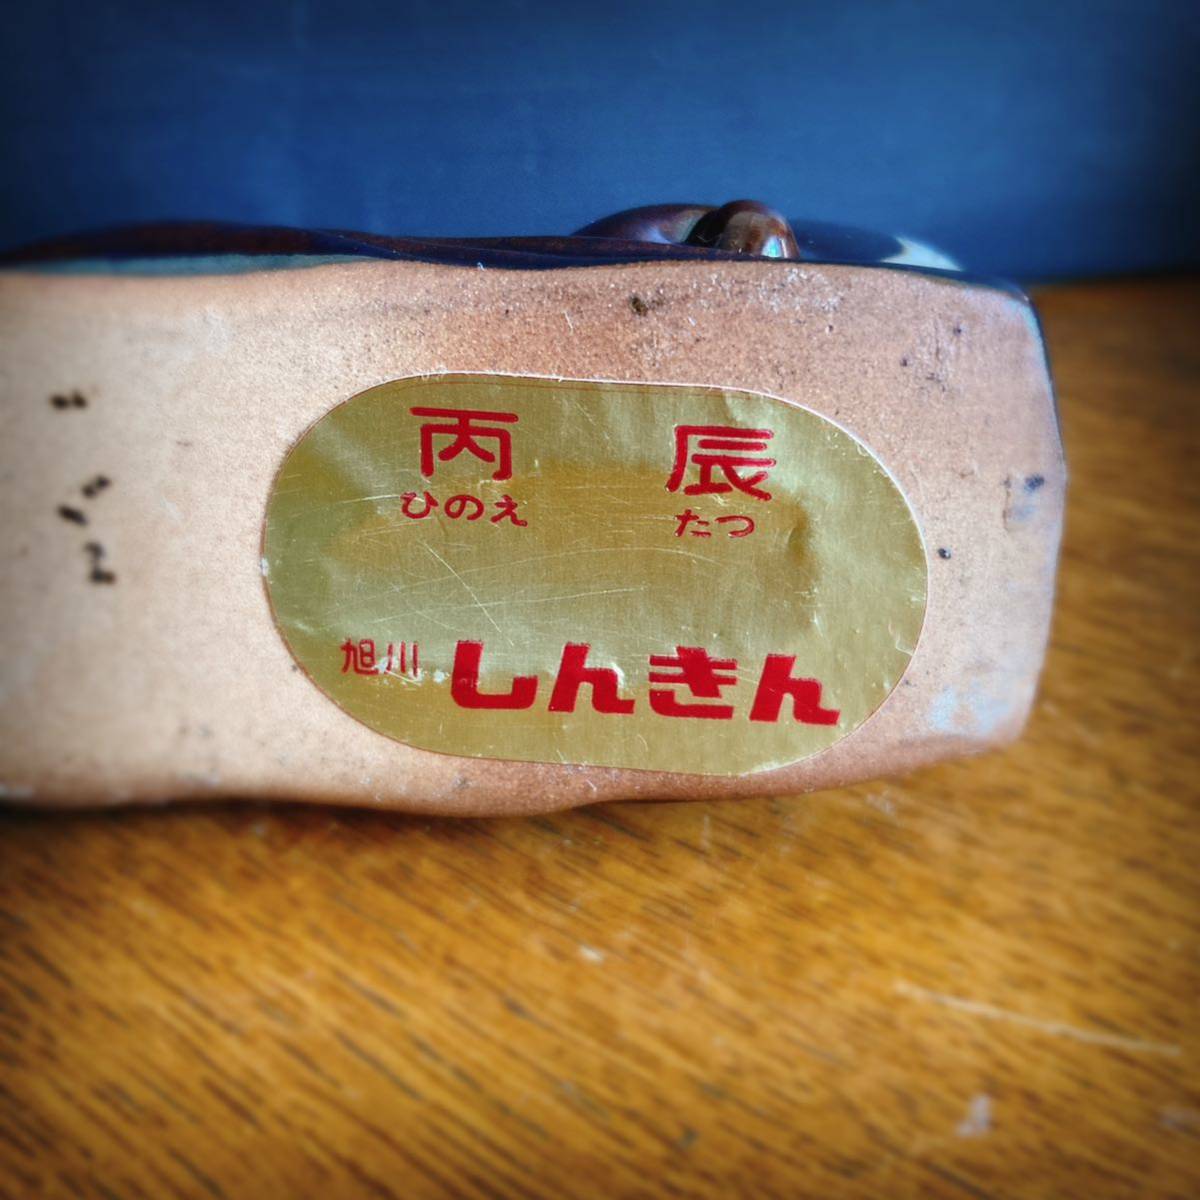 丙 辰
ひのえ たつ
旭川 しんきん